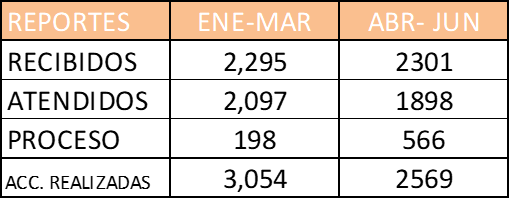 REPORTES ENE-MAR ABR- JUN
RECIBIDOS 2,295 2301
ATENDIDOS 2,097 1898
PROCESO 198 566
ACC. REALIZADAS 3,054 2569